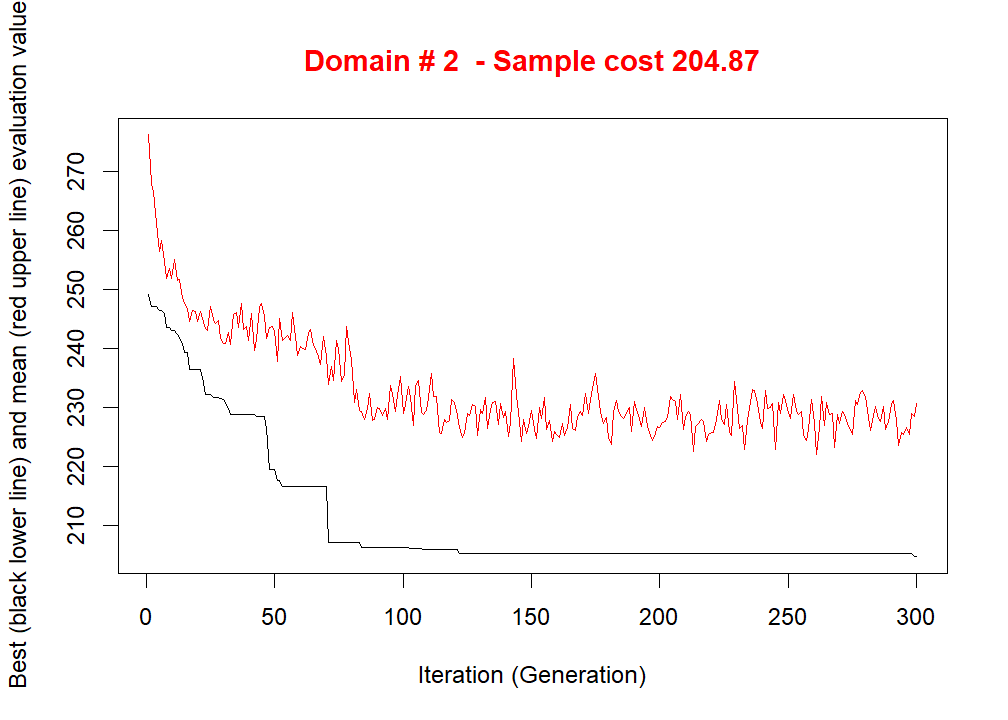 Domain # 2  - Sample cost 204.87
Best (black lower line) and mean (red upper line) evaluation value
270
260
250
240
230
220
210
0 50 100 150 200 250 300
Iteration (Generation)